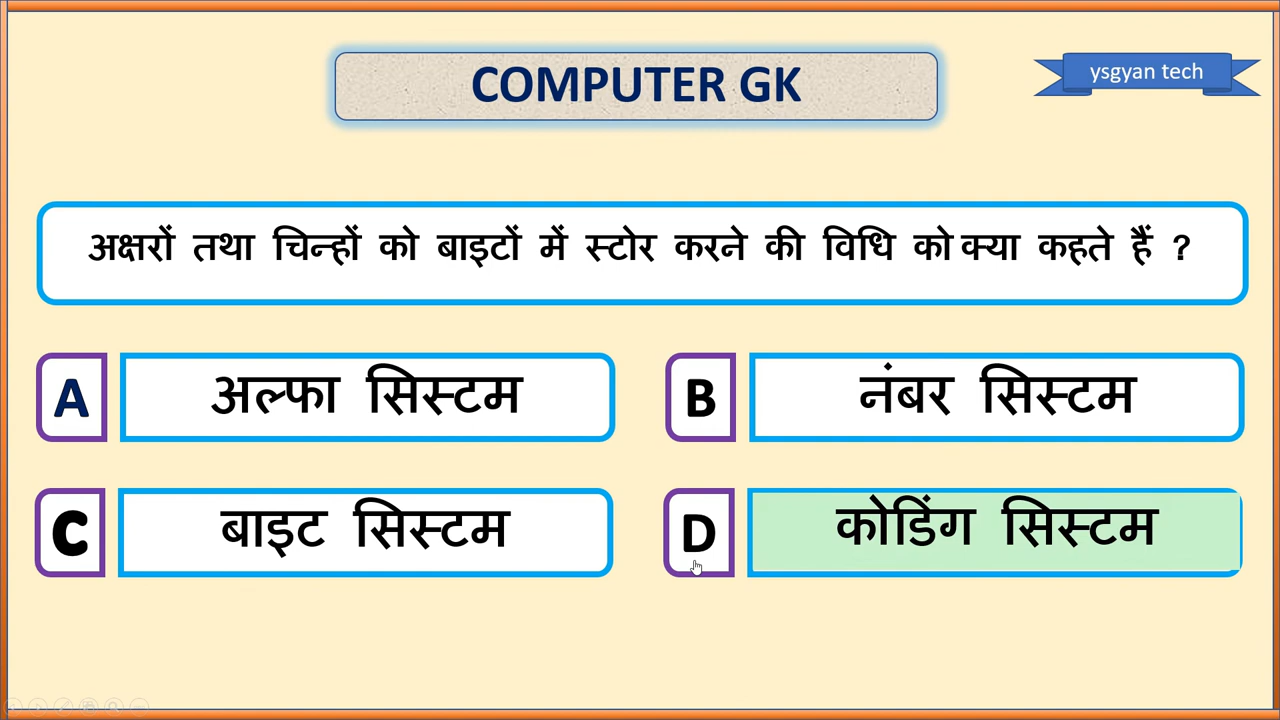 COMPUTER GK
ysgyan tech
अक्षरों तथा चिन्हों को बाइटों में स्टोर करने की विधि को क्या कहते हैं ?
A
अल्फा सिस्टम
B
नंबर सिस्टम
C
बाइट सिस्टम
D
कोडिंग सिस्टम